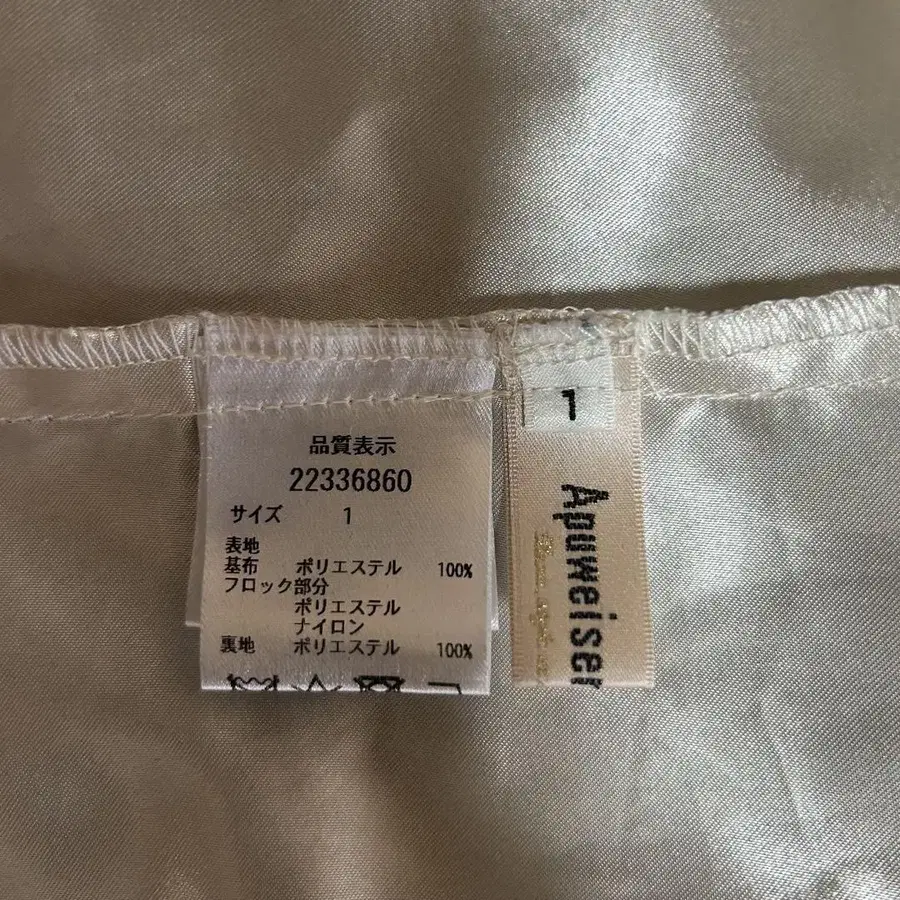 品質表示
22336860
サイズ 1
表地
基布 ポリエステル 100%
フロック部分
ポリエステル
ナイロン
裏地 ポリエステル 100%
1
Apuweiser